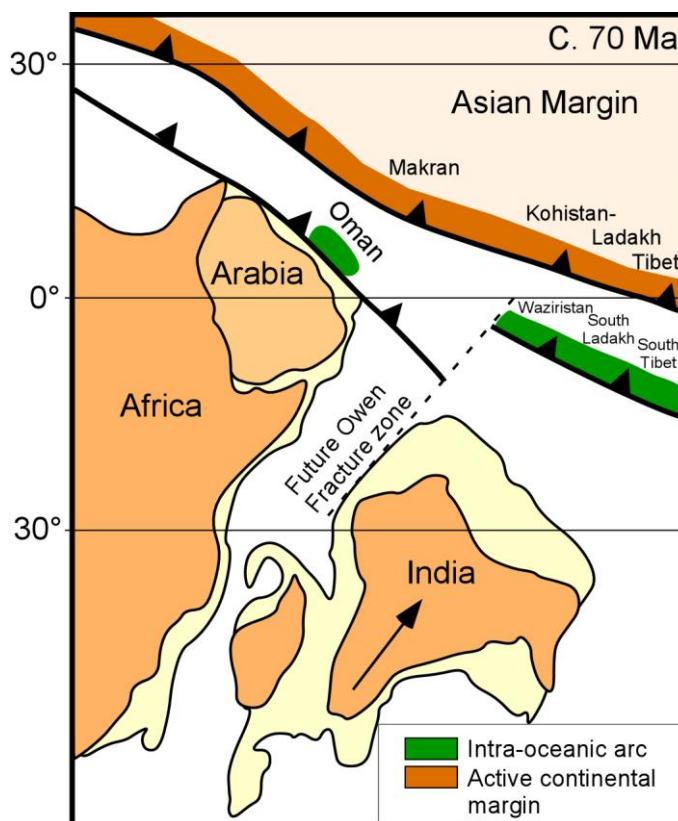 C. 70 Ma
30°
Asian Margin
Makran
Kohistan-
Ladakh
Tibet
Oman
Arabia
0°
Waziristan
South
Ladakh
South
Tibet
Africa
Future Owen
Fracture zone
30°
India
Intra-oceanic arc
Active continental
margin